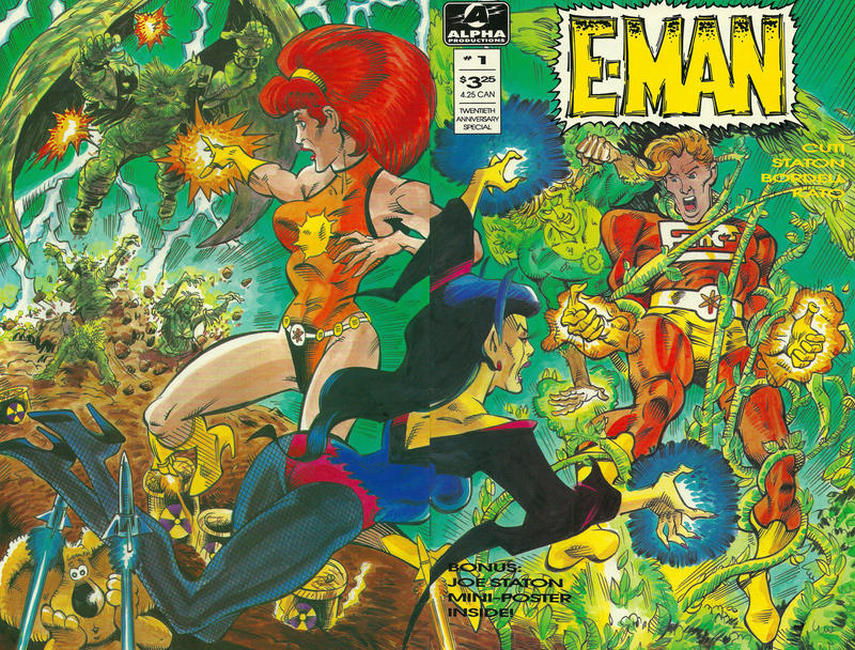 ALPHA
PRODUCTIONS
# 1
$3.25
4.25 CAN
TWENTIETH
ANNIVERSARY
SPECIAL
E-MAN
CUTI
STATON
BORDELL
KATO
BONUS:
JOE STATON
MINI-POSTER
INSIDE!